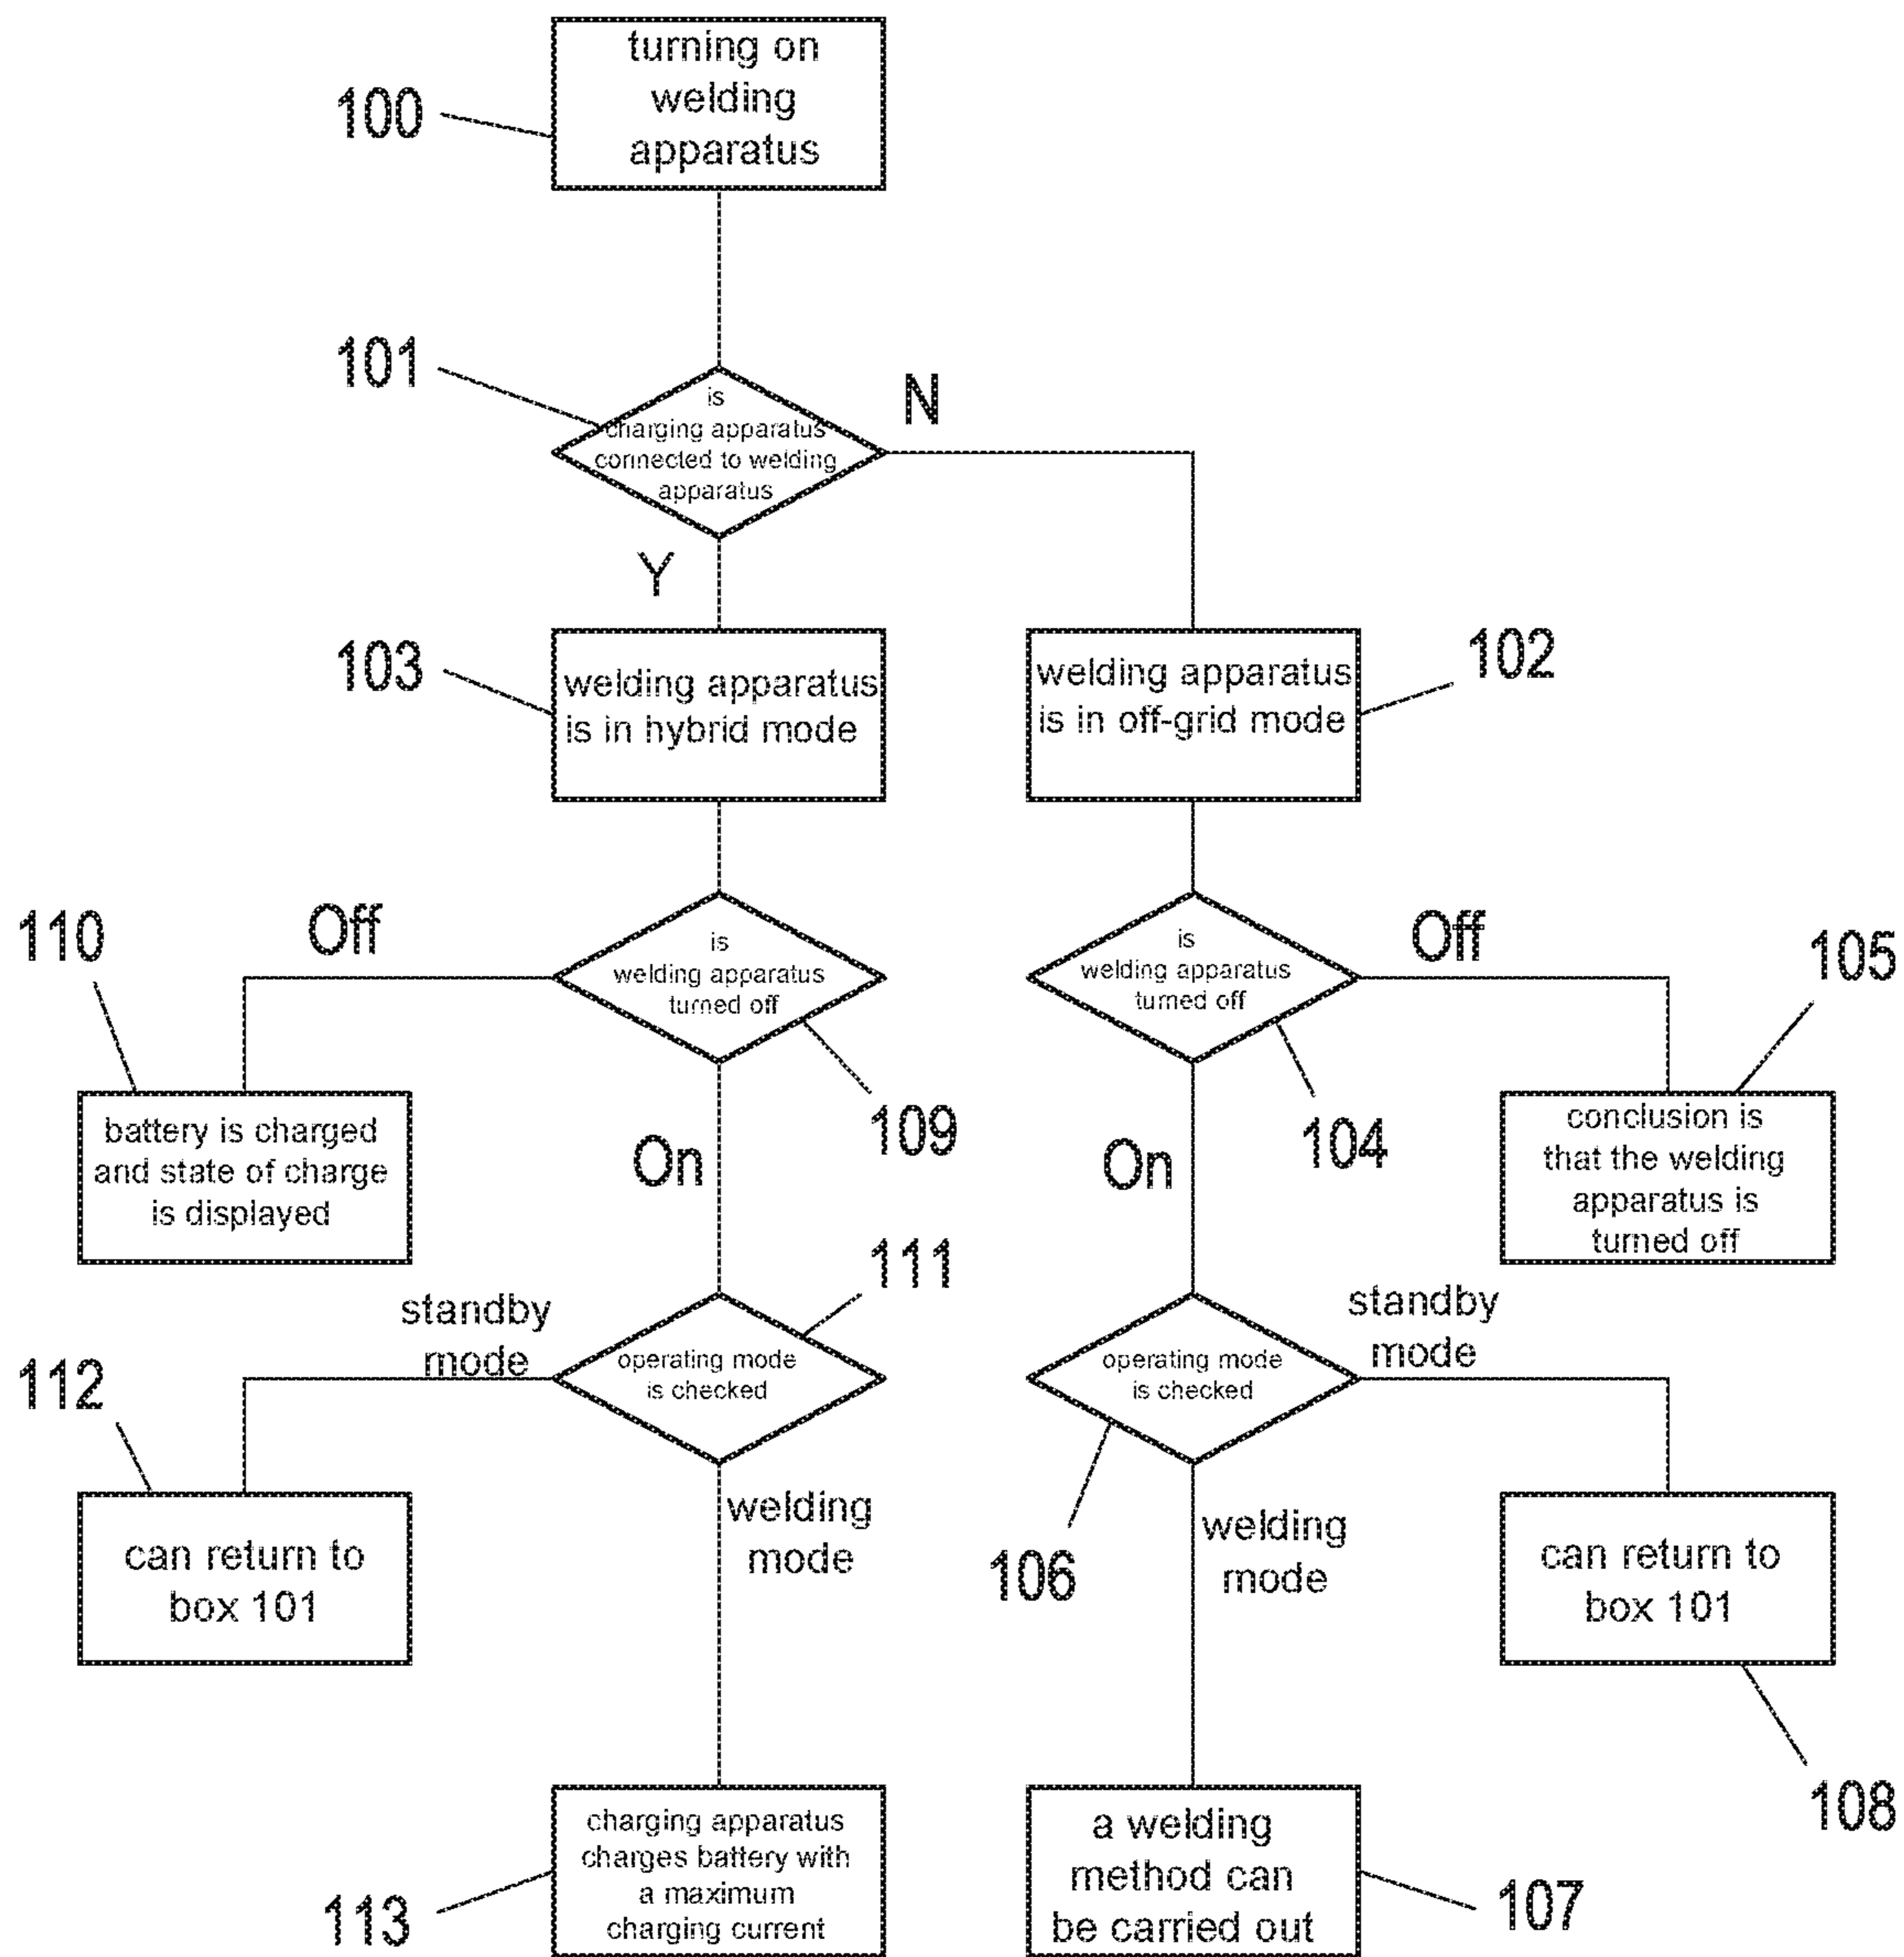 turning on
welding
apparatus
100
101
is
charging apparatus
connected to welding
apparatus
N
Y
103
welding apparatus
is in hybrid mode
welding apparatus
is in off-grid mode
102
110
Off
is
welding apparatus
turned off
109
is
welding apparatus
turned off
104
Off
105
battery is charged
and state of charge
is displayed
On
On
conclusion is
that the welding
apparatus is
turned off
111
standby
mode
operating mode
is checked
operating mode
is checked
standby
mode
112
can return to
box 101
welding
mode
106
welding
mode
can return to
box 101
108
113
charging apparatus
charges battery with
a maximum
charging current
a welding
method can
be carried out
107